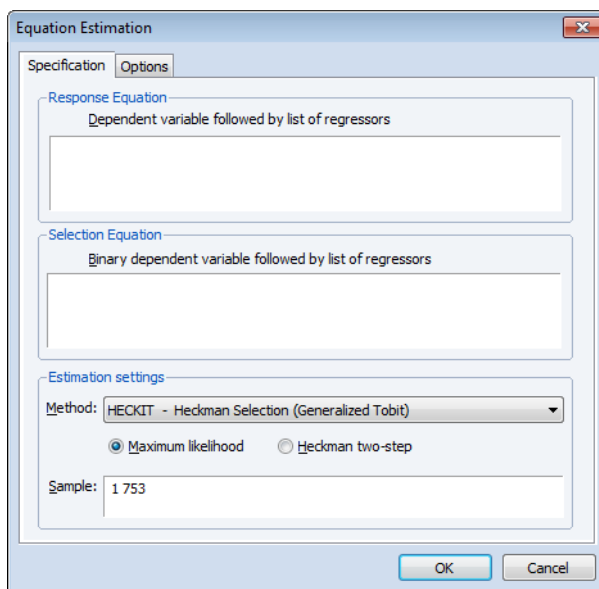 Equation Estimation
Specification Options
Response Equation
Dependent variable followed by list of regressors
Selection Equation
Binary dependent variable followed by list of regressors
Estimation settings
Method: HECKIT - Heckman Selection (Generalized Tobit)
Maximum likelihood Heckman two-step
Sample: 1 753
OK Cancel